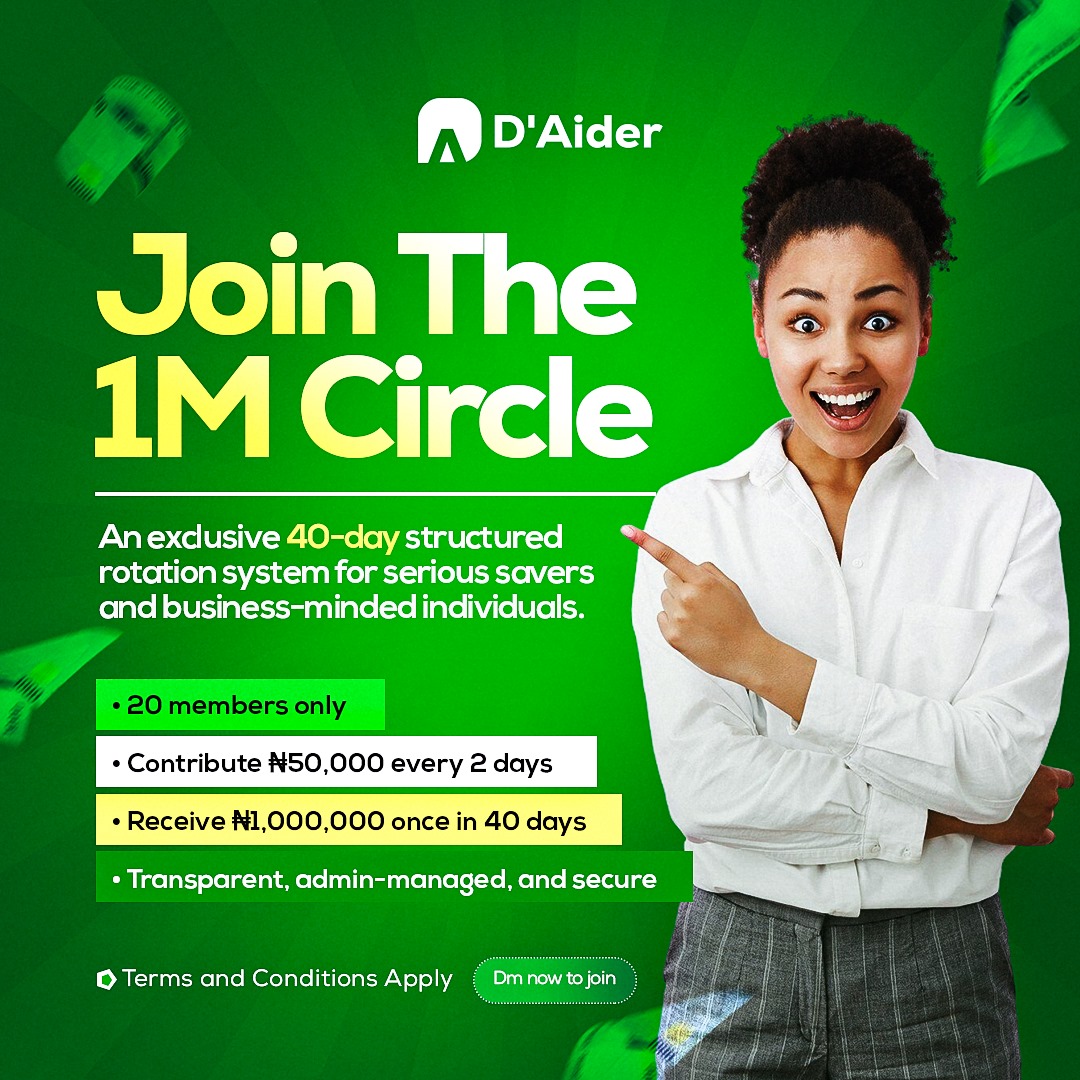 D'Aider
Join The
1M Circle
An exclusive 40-day structured
rotation system for serious savers
and business-minded individuals.
• 20 members only
• Contribute ₦50,000 every 2 days
• Receive ₦1,000,000 once in 40 days
• Transparent, admin-managed, and secure
Terms and Conditions Apply
Dm now to join